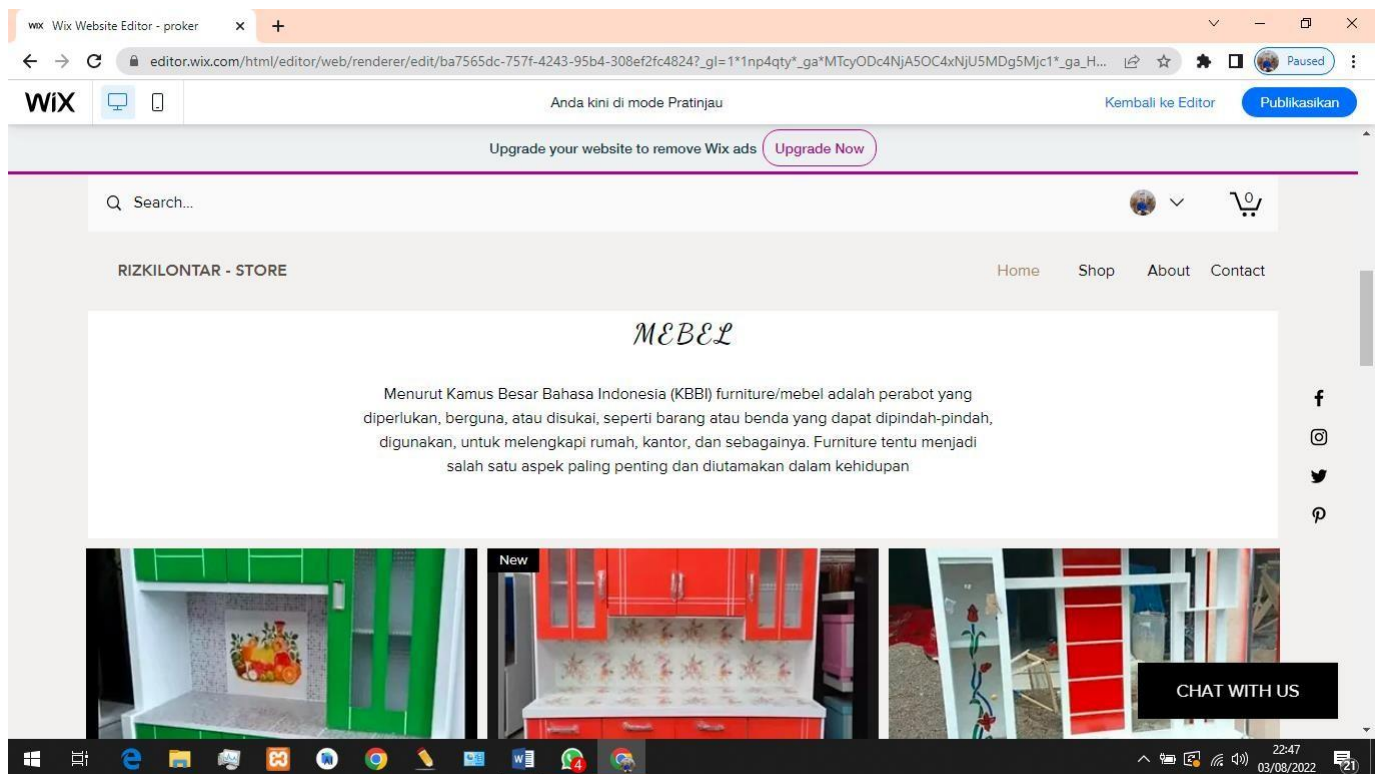 WiX Wix Website Editor - proker
editor.wix.com/html/editor/web/renderer/edit/ba7565dc-757f-4243-95b4-308ef2fc4824?_gl=1*1np4qty*_ga*MTcyODc4NjA5OC4xNjU5MDg5Mjc1*_ga_H... Paused
WiX Anda kini di mode Pratinjau Kembali ke Editor Publikasikan
Upgrade your website to remove Wix ads Upgrade Now
Search... 0
RIZKILONTAR - STORE Home Shop About Contact
MEBEL
Menurut Kamus Besar Bahasa Indonesia (KBBI) furniture/mebel adalah perabot yang
diperlukan, berguna, atau disukai, seperti barang atau benda yang dapat dipindah-pindah,
digunakan, untuk melengkapi rumah, kantor, dan sebagainya. Furniture tentu menjadi
salah satu aspek paling penting dan diutamakan dalam kehidupan
New
CHAT WITH US
4
22:47
03/08/2022
21